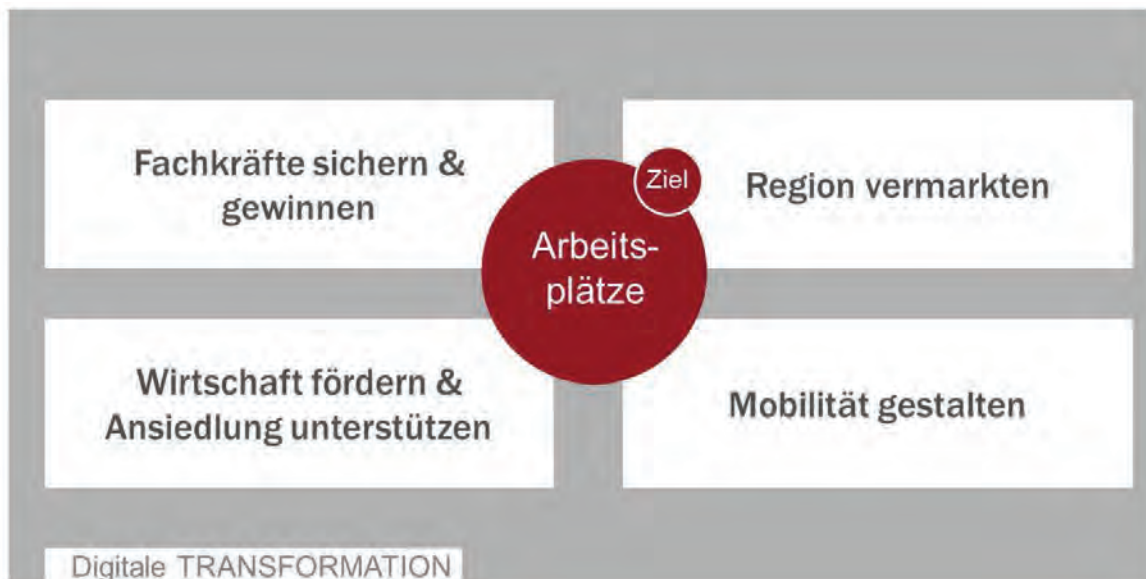 Fachkräfte sichern &
gewinnen
Ziel
Region vermarkten
Arbeits-
plätze
Wirtschaft fördern &
Ansiedlung unterstützen
Mobilität gestalten
Digitale TRANSFORMATION